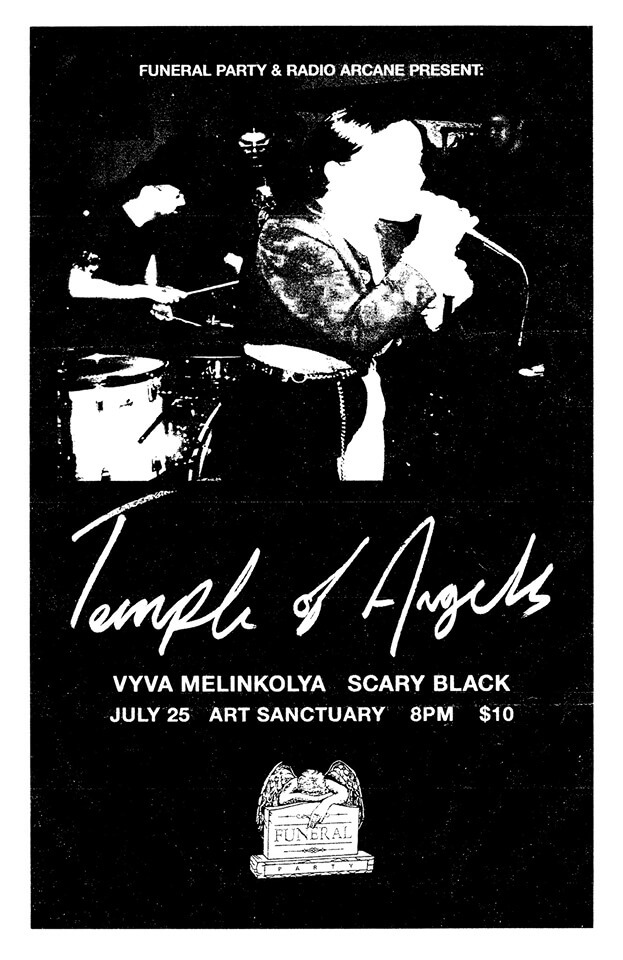 FUNERAL PARTY & RADIO ARCANE PRESENT:
Temple of Angels
VYVA MELINKOLYA SCARY BLACK
JULY 25 ART SANCTUARY 8PM $10
FUNERAL
PARTY